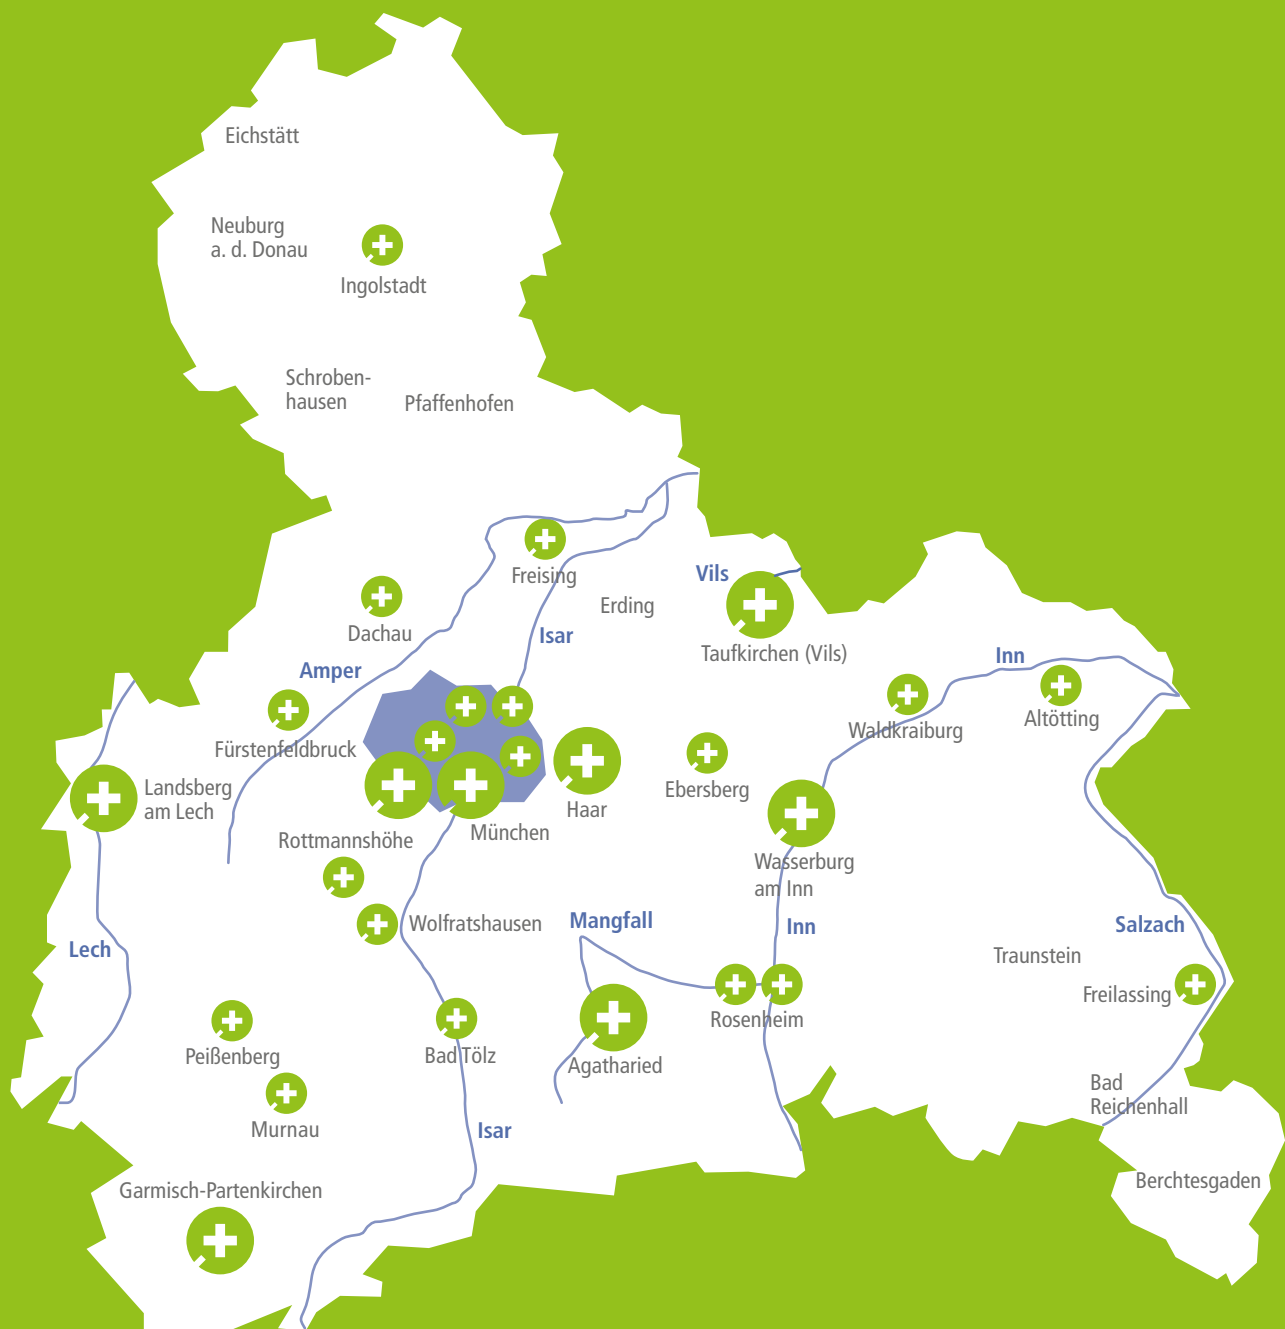 Eichstätt
Neuburg
a. d. Donau
Ingolstadt
Schroben-
hausen
Pfaffenhofen
Freising
Vils
Erding
Dachau
Isar
Taufkirchen (Vils)
Inn
Amper
Altötting
Waldkraiburg
Fürstenfeldbruck
Landsberg
am Lech
Ebersberg
Haar
München
Rottmannshöhe
Wasserburg
am Inn
Wolfratshausen
Mangfall
Inn
Salzach
Lech
Traunstein
Freilassing
Rosenheim
Peißenberg
Bad Tölz
Agatharied
Bad
Reichenhall
Murnau
Isar
Berchtesgaden
Garmisch-Partenkirchen